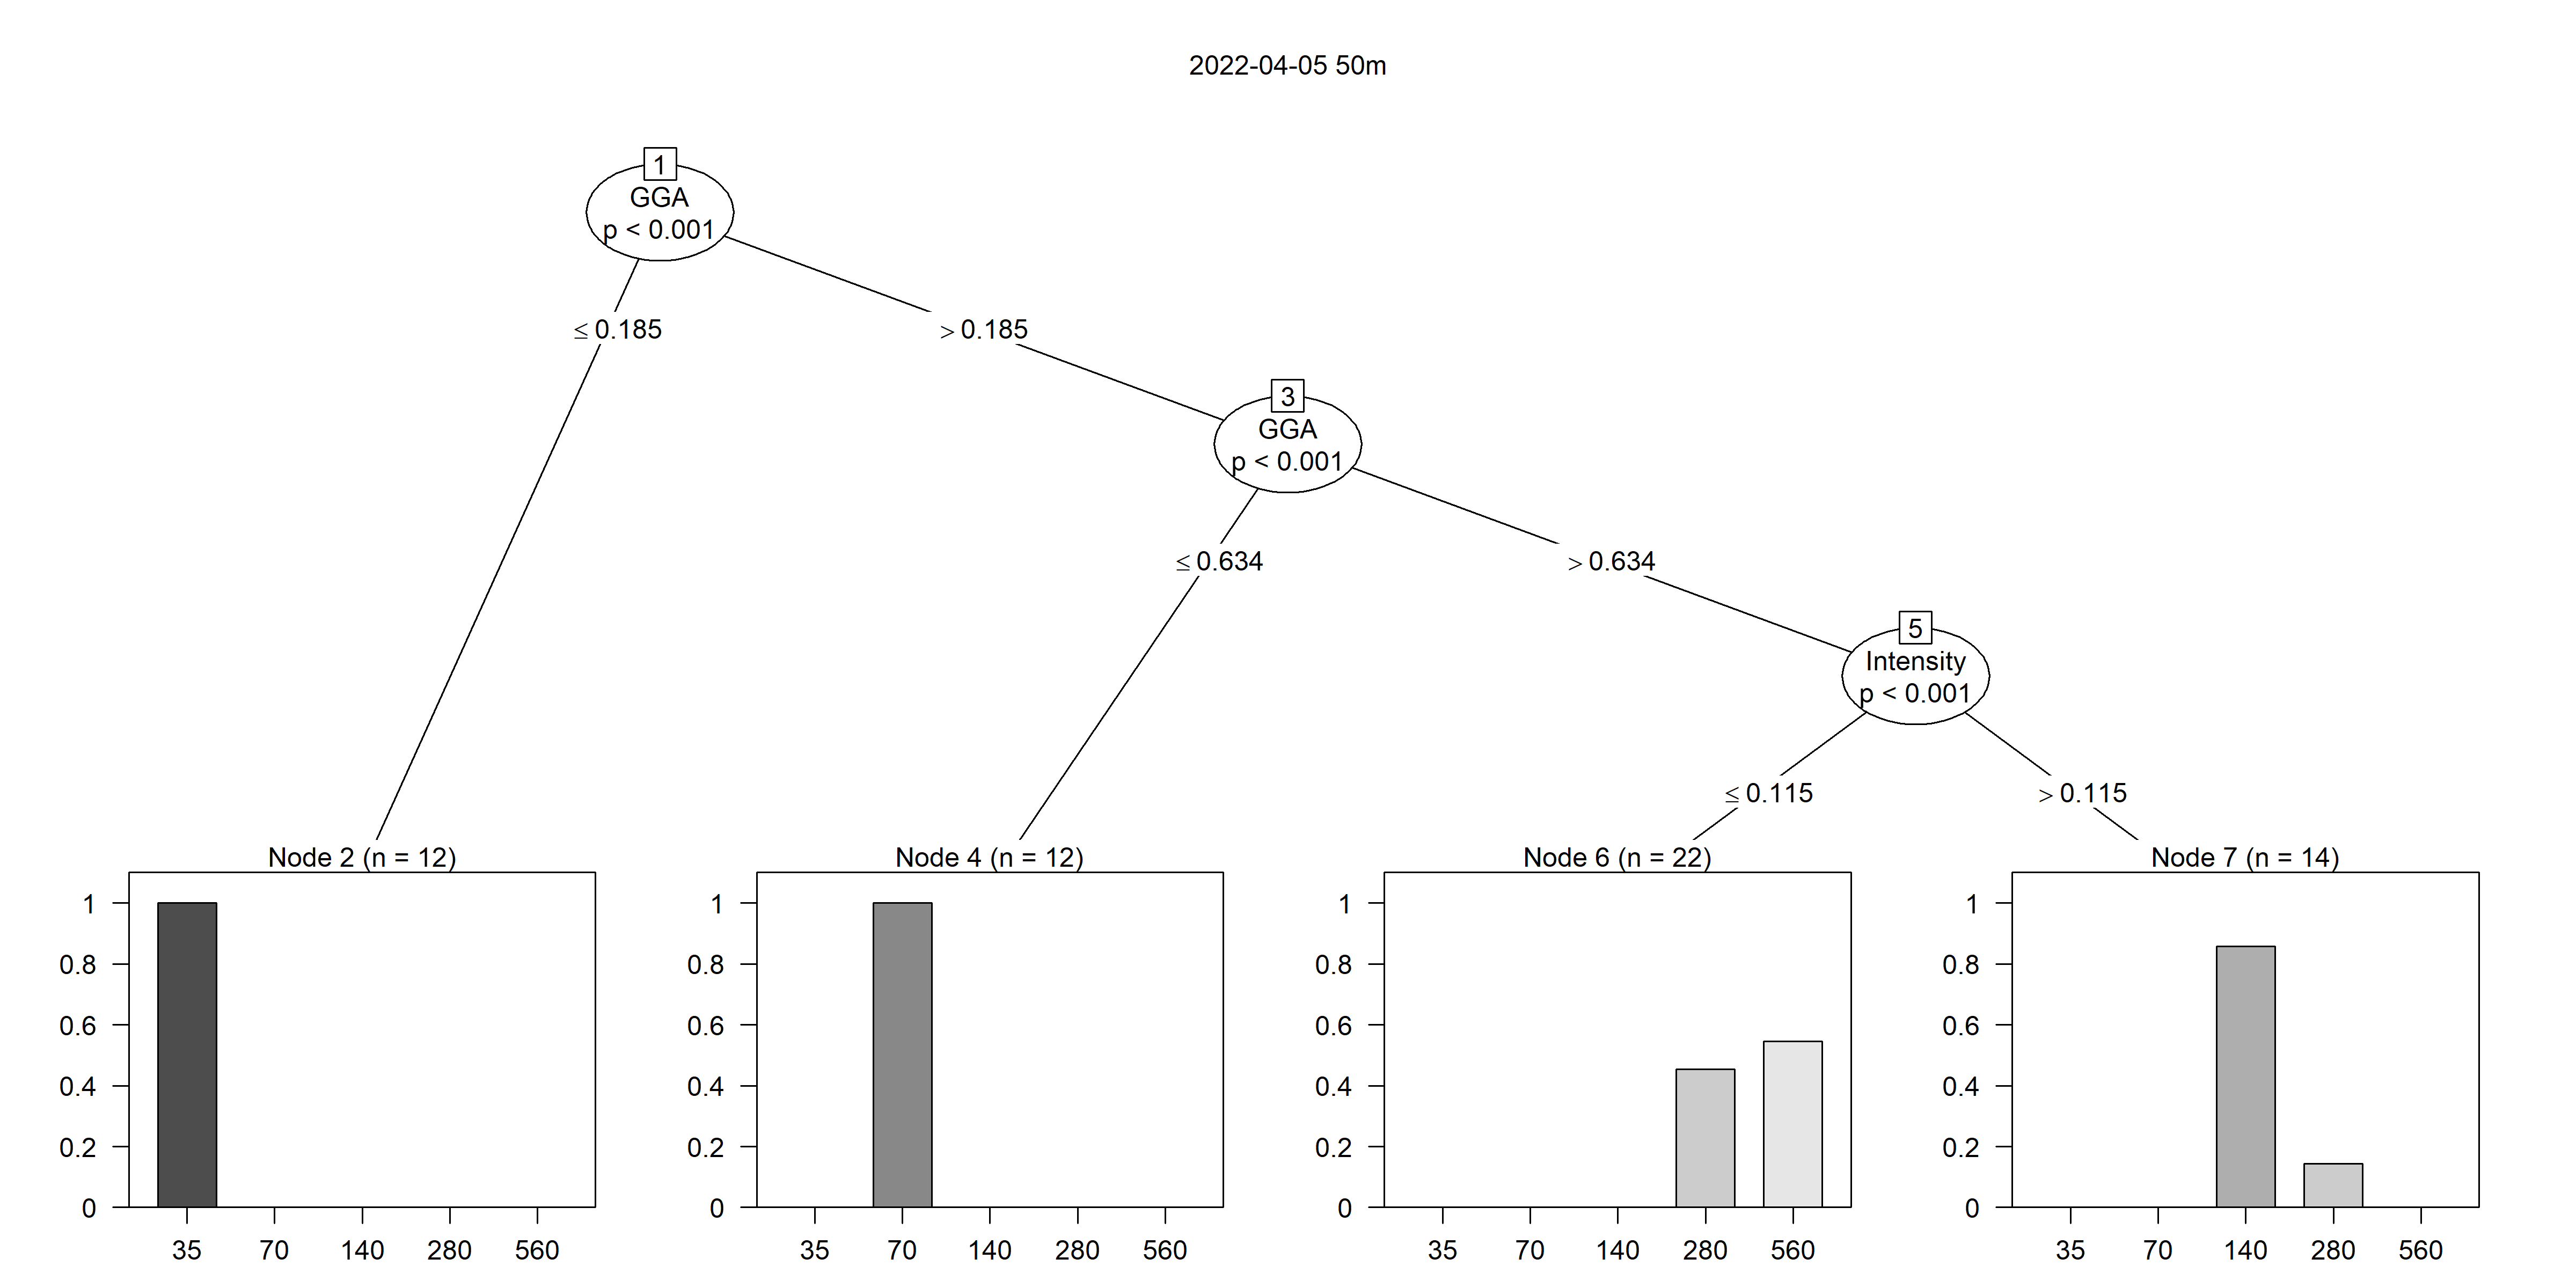 2022-04-05 50m
1
GGA
p < 0.001
≤ 0.185
> 0.185
3
GGA
p < 0.001
≤ 0.634
> 0.634
5
Intensity
p < 0.001
≤ 0.115
> 0.115
Node 2 (n = 12)
1
0.8
0.6
0.4
0.2
0
35 70 140 280 560
Node 4 (n = 12)
1
0.8
0.6
0.4
0.2
0
35 70 140 280 560
Node 6 (n = 22)
1
0.8
0.6
0.4
0.2
0
35 70 140 280 560
Node 7 (n = 14)
1
0.8
0.6
0.4
0.2
0
35 70 140 280 560